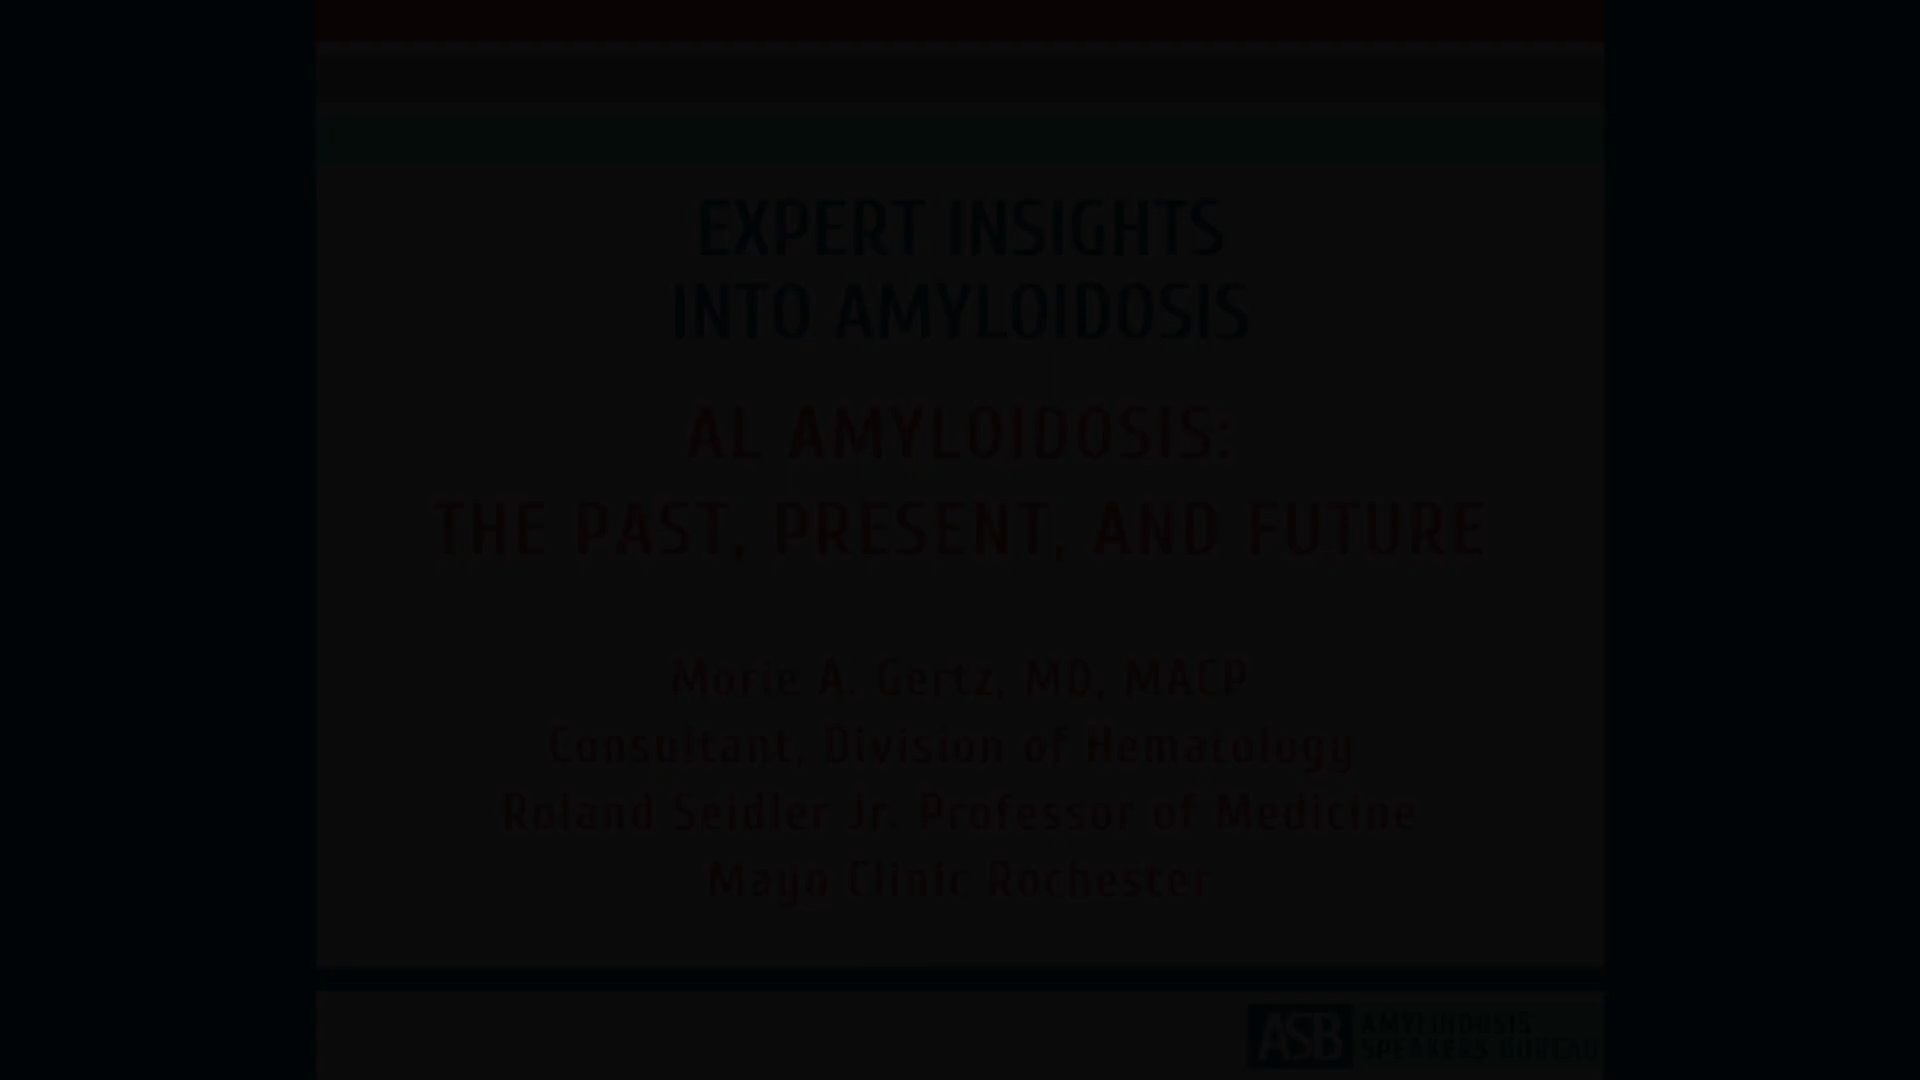 EXPERT INSIGHTS
INTO AMYLOIDOSIS
AL AMYLOIDOSIS:
THE PAST, PRESENT, AND FUTURE
Morie A. Gertz, MD, MACP
Consultant, Division of Hemacology
Roland Seidler Jr. Professor of Medicine
Mayo Clinic Rochester
ASB AMYLOIDOSIS
SPEAKERS BUREAU